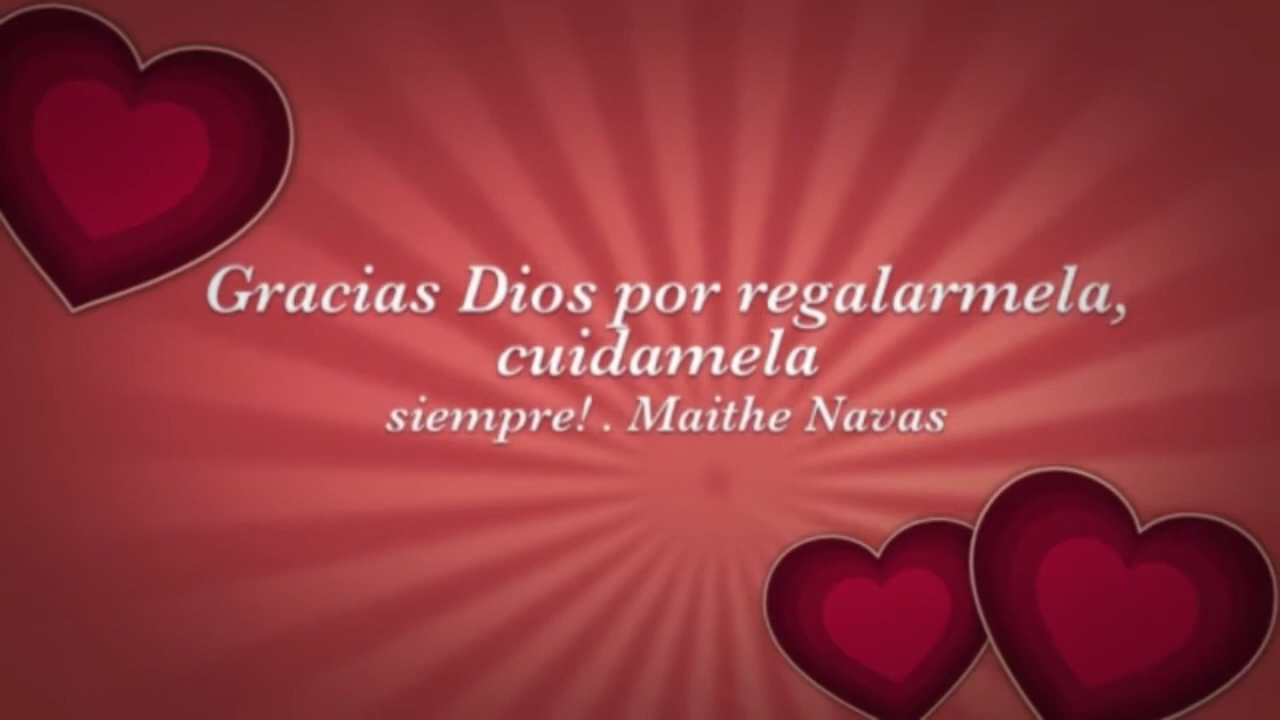 Gracias Dios por regalarmela,
cuidamela
siempre! . Maithe Navas